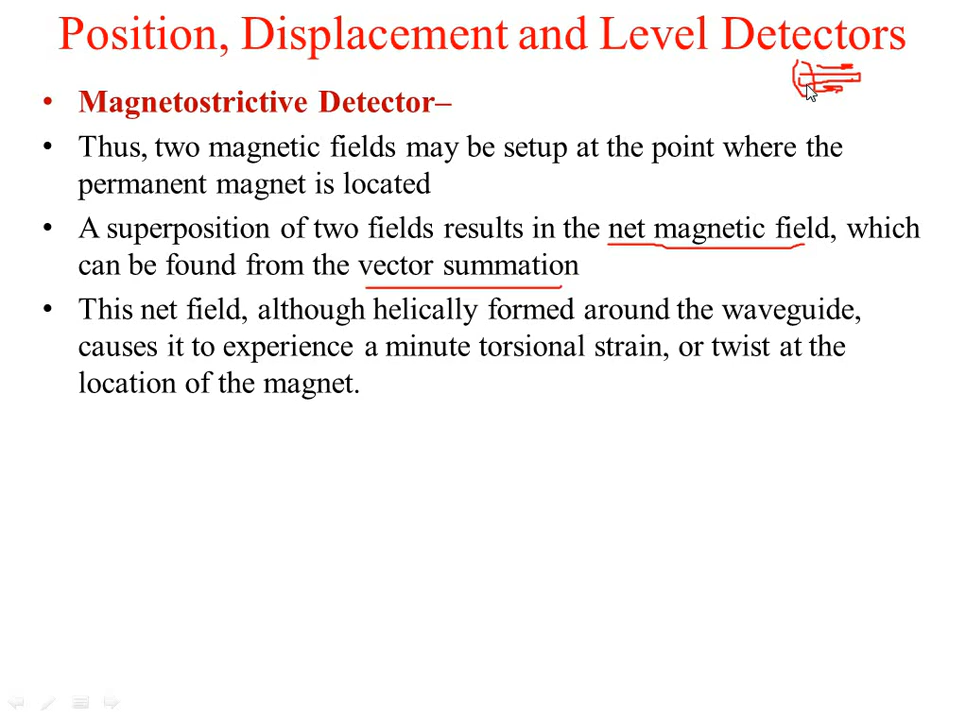 Position, Displacement and Level Detectors
• Magnetostrictive Detector–
• Thus, two magnetic fields may be setup at the point where the
permanent magnet is located
• A superposition of two fields results in the net magnetic field, which
can be found from the vector summation
• This net field, although helically formed around the waveguide,
causes it to experience a minute torsional strain, or twist at the
location of the magnet.